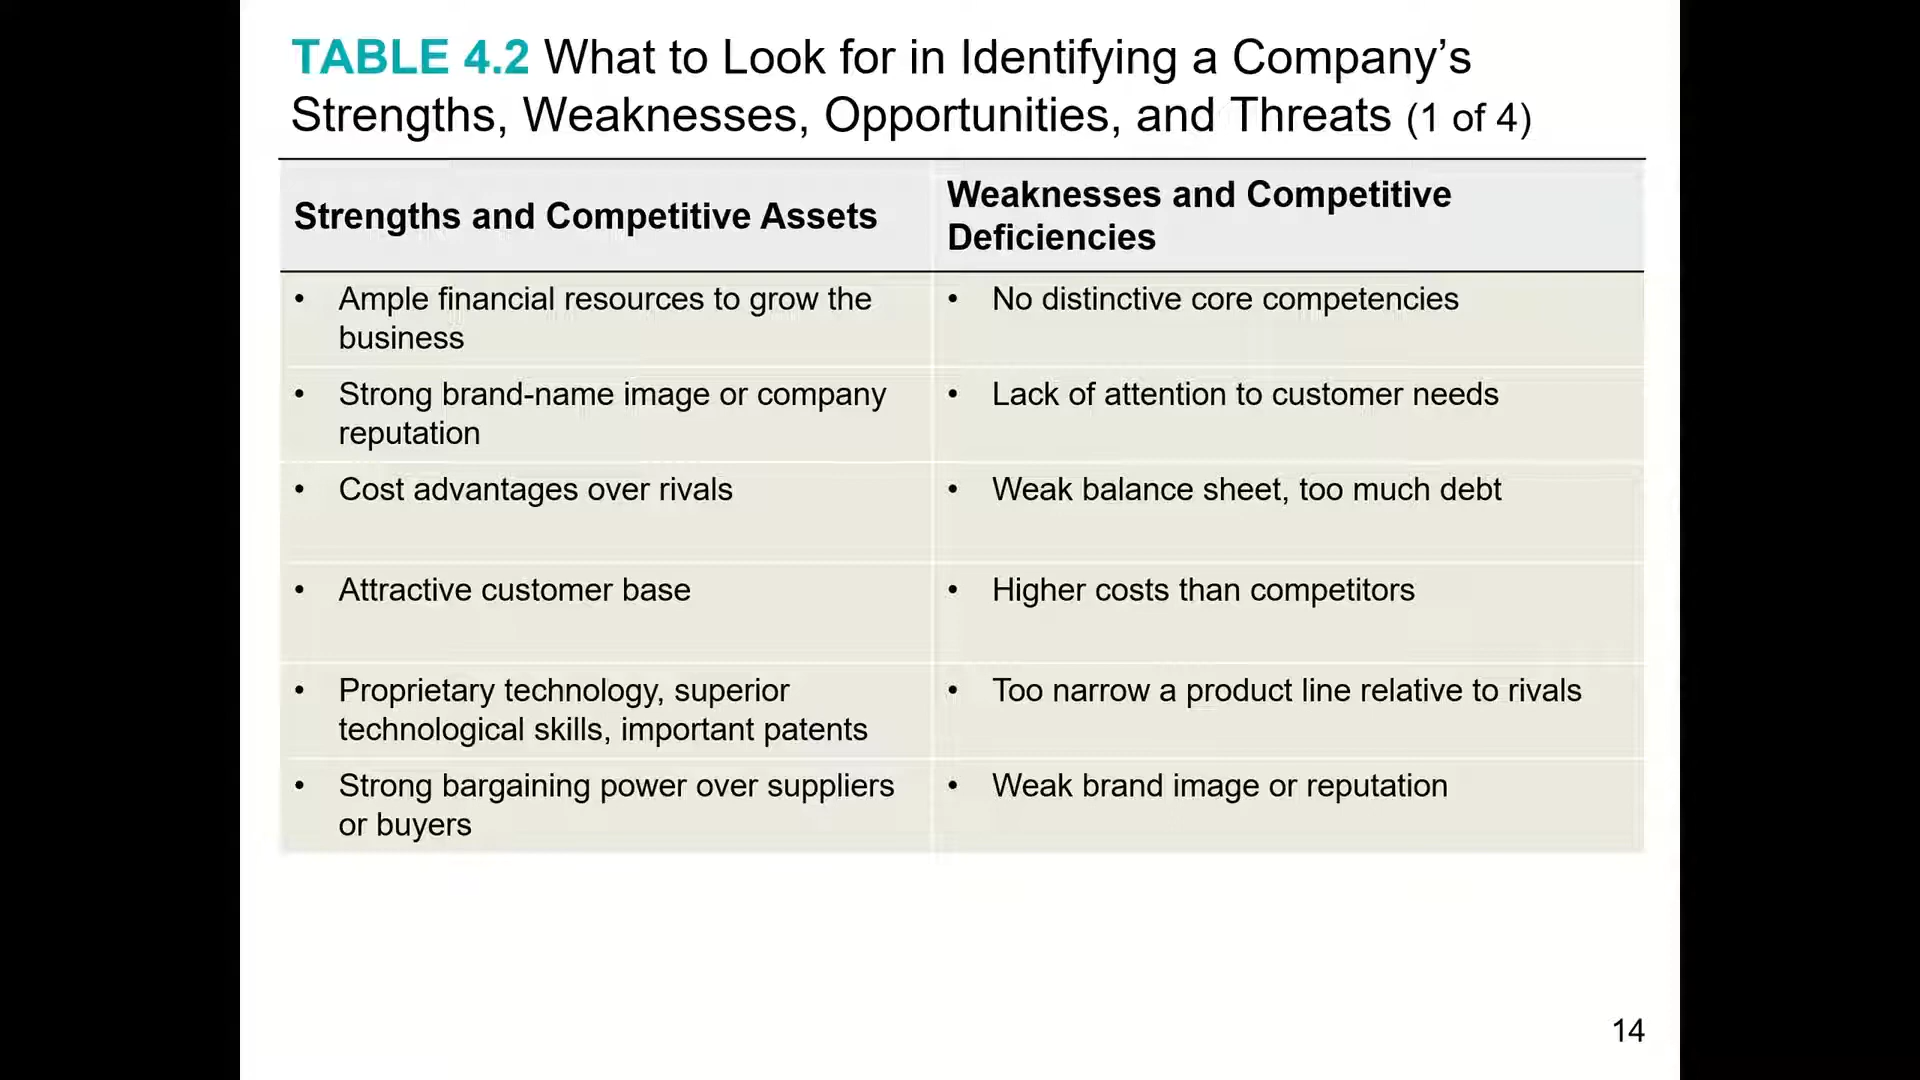 TABLE 4.2 What to Look for in Identifying a Company’s
Strengths, Weaknesses, Opportunities, and Threats (1 of 4)
Strengths and Competitive Assets
Weaknesses and Competitive
Deficiencies
• Ample financial resources to grow the
business
• No distinctive core competencies
• Strong brand-name image or company
reputation
• Lack of attention to customer needs
• Cost advantages over rivals
• Weak balance sheet, too much debt
• Attractive customer base
• Higher costs than competitors
• Proprietary technology, superior
technological skills, important patents
• Too narrow a product line relative to rivals
• Strong bargaining power over suppliers
or buyers
• Weak brand image or reputation
14